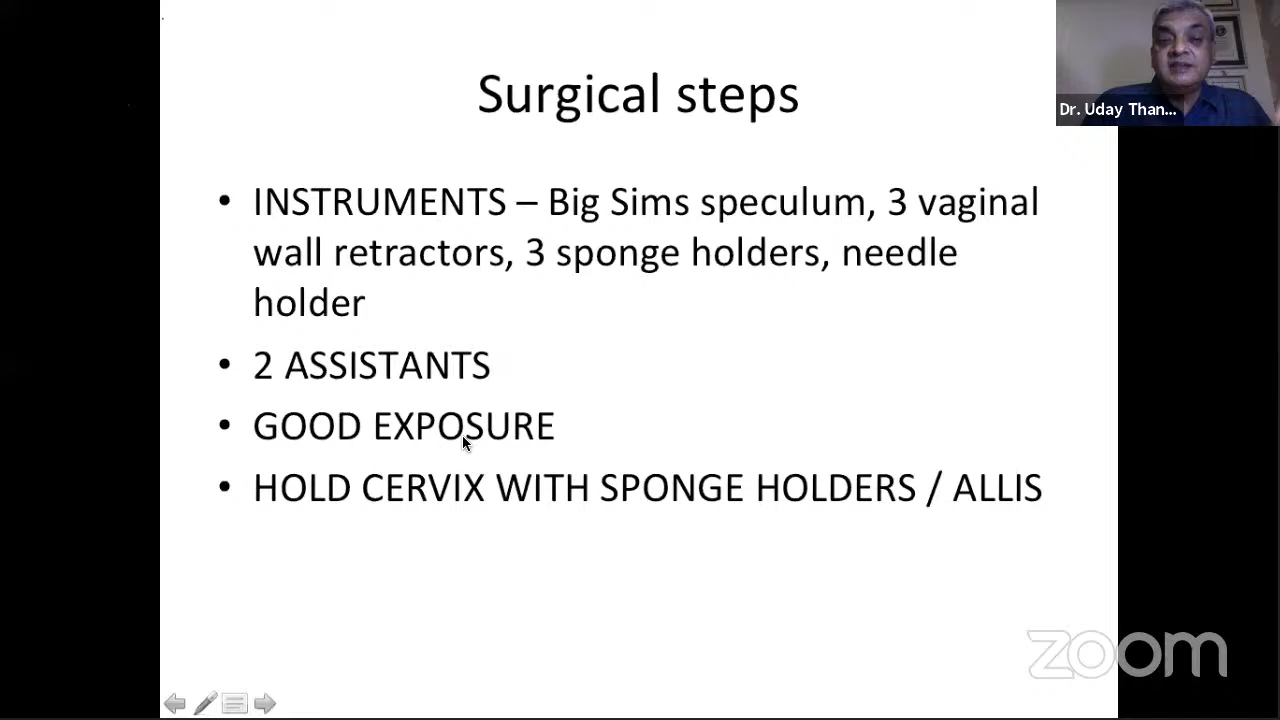 Surgical steps
Dr. Uday Than...
• INSTRUMENTS – Big Sims speculum, 3 vaginal
wall retractors, 3 sponge holders, needle
holder
• 2 ASSISTANTS
• GOOD EXPOSURE
• HOLD CERVIX WITH SPONGE HOLDERS / ALLIS
zoom